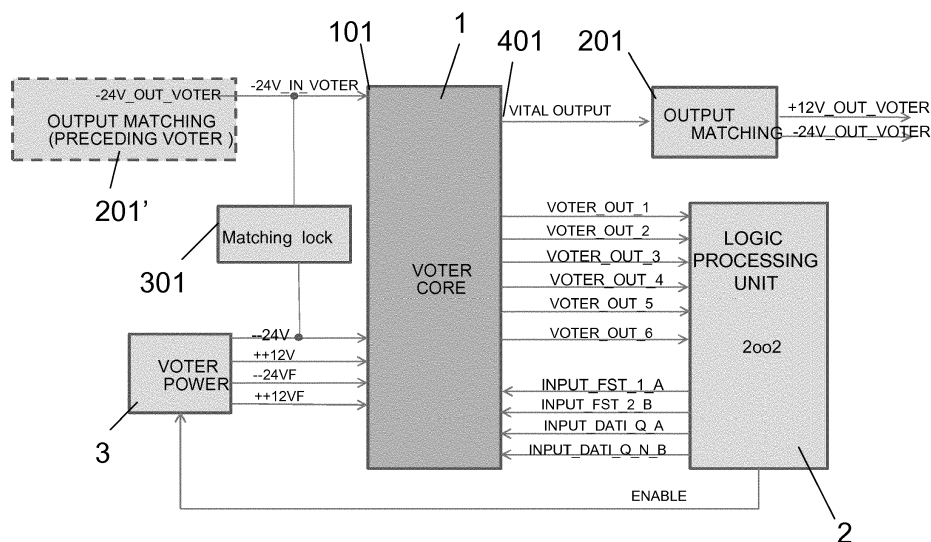 101
1
401
201
-24V_IN_VOTER
-24V_OUT_VOTER
OUTPUT MATCHING
(PRECEDING VOTER )
201'
VITAL OUTPUT
OUTPUT
MATCHING
+12V_OUT_VOTER
-24V_OUT_VOTER
Matching lock
301
VOTER
CORE
VOTER_OUT_1
VOTER_OUT_2
VOTER_OUT_3
VOTER_OUT_4
VOTER_OUT_5
VOTER_OUT_6
LOGIC
PROCESSING
UNIT
2oo2
VOTER
POWER
3
--24V
++12V
--24VF
++12VF
INPUT_FST_1_A
INPUT_FST_2_B
INPUT_DATI_Q_A
INPUT_DATI_Q_N_B
ENABLE
2